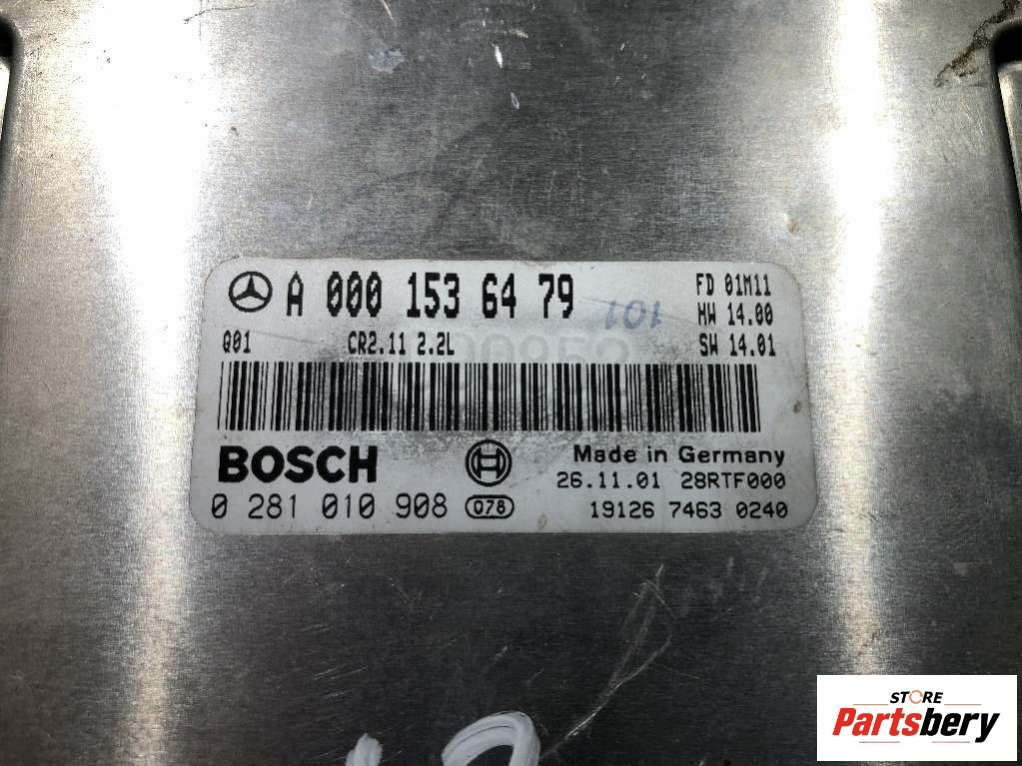 A 000 153 64 79
FD 01M11
HW 14.00
SW 14.01
101
Q01 CR2.11 2.2L
BOSCH
Made in Germany
26.11.01 28RTF000
0 281 010 908 078
19126 7463 0240
STORE
Partsbery